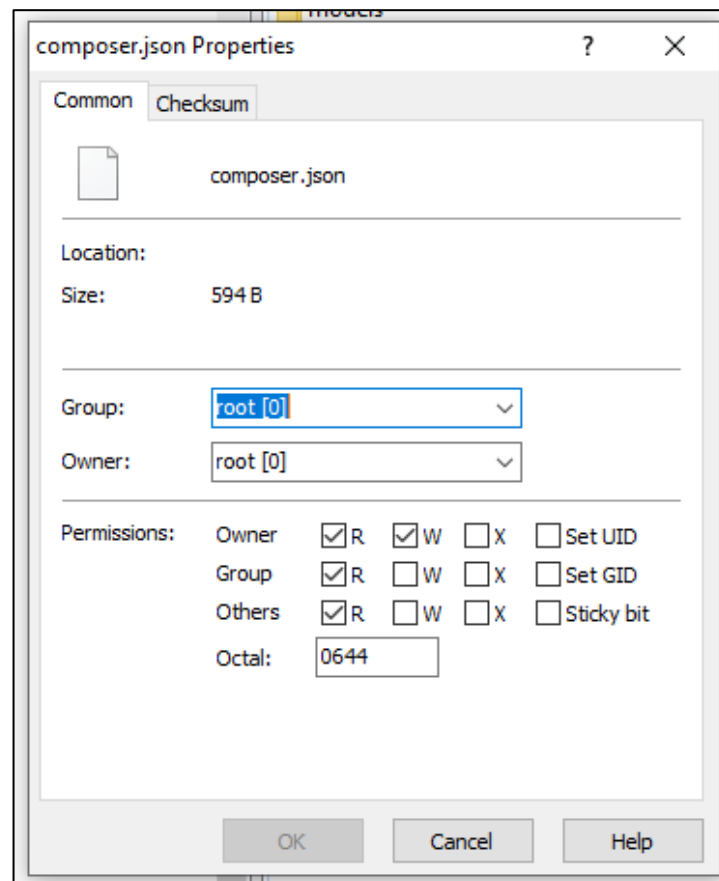 models
composer.json Properties ? X
Common Checksum
composer.json
Location:
Size: 594 B
Group: root [0]
Owner: root [0]
Permissions: Owner R W X Set UID
Group R W X Set GID
Others R W X Sticky bit
Octal: 0644
OK Cancel Help